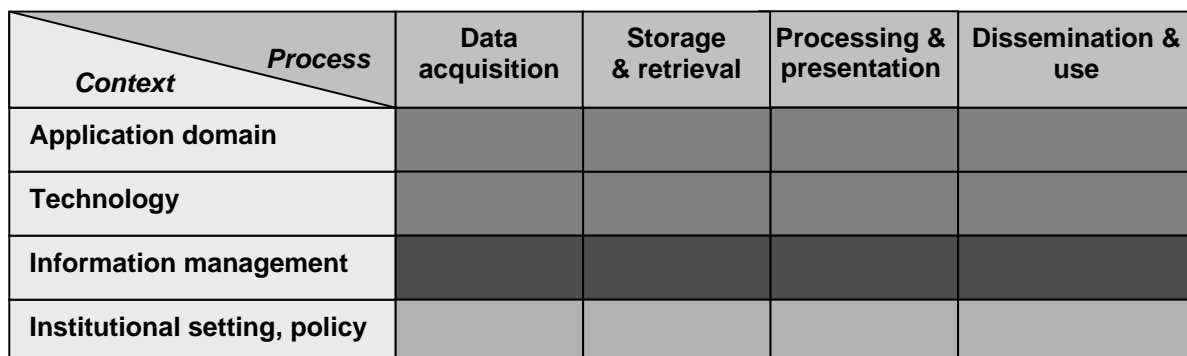 Process
Context
Data
acquisition
Storage
& retrieval
Processing &
presentation
Dissemination &
use
Application domain
Technology
Information management
Institutional setting, policy